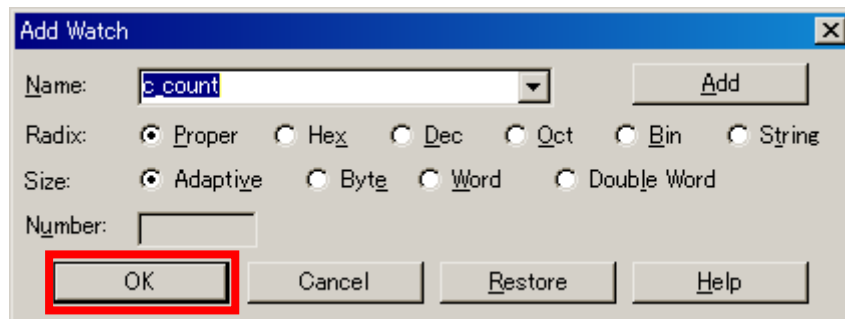 Add Watch
Name: c_count Add
Radix: Proper Hex Dec Oct Bin String
Size: Adaptive Byte Word Double Word
Number:
OK Cancel Restore Help